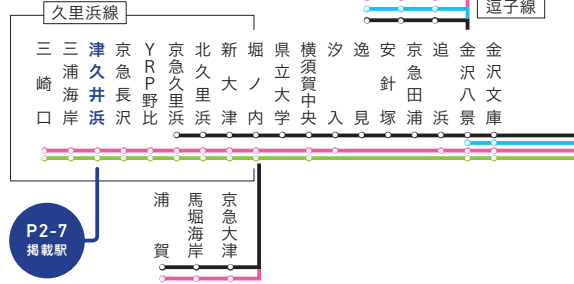 久里浜線
逗子線
三崎口
三浦海岸
津久井浜
京急長沢
YRP野比
京急久里浜
北久里浜
新大津
堀ノ内
県立大学
横須賀中央
汐入
逸見
安針塚
京急田浦
追浜
金沢八景
金沢文庫
P2-7
掲載駅
浦賀
馬堀海岸
京急大津